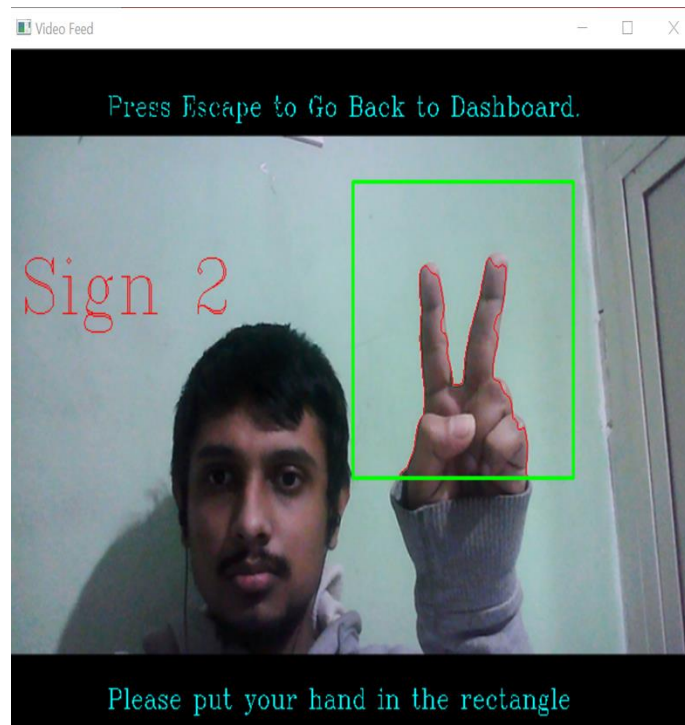 Video Feed
Press Escape to Go Back to Dashboard.
Sign 2
Please put your hand in the rectangle